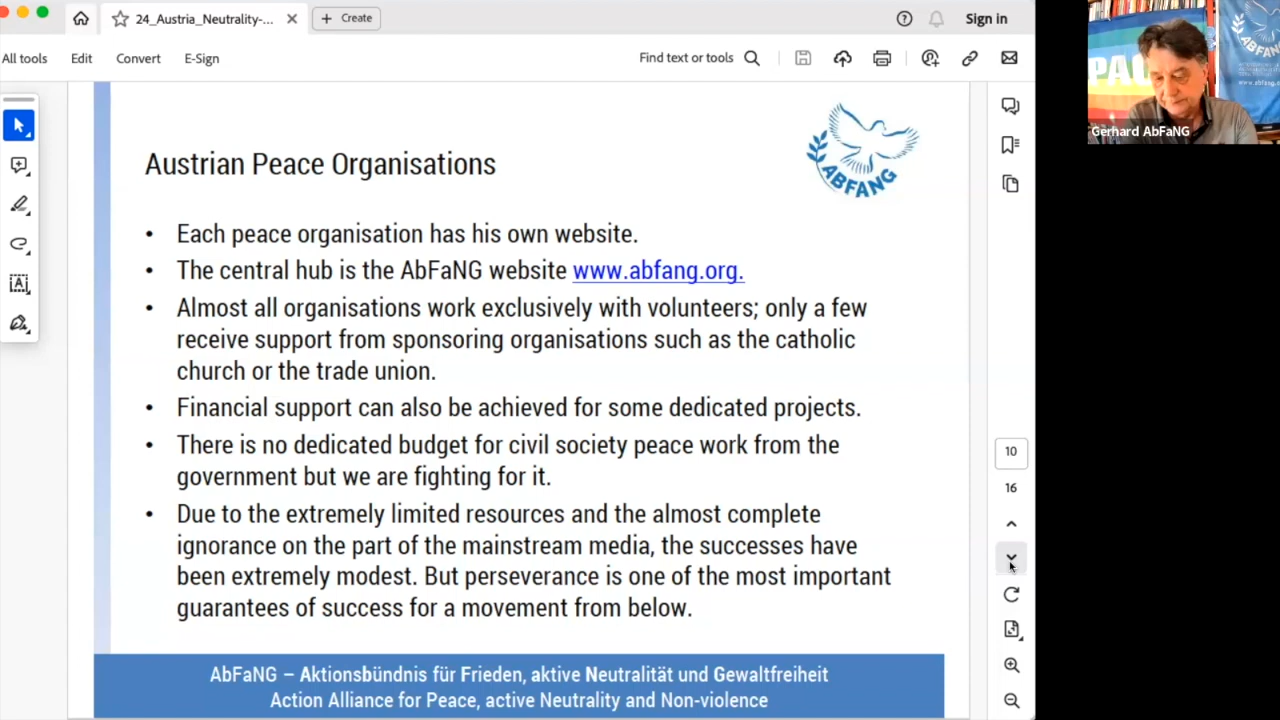 24_Austria_Neutrality-...
Create
Sign in
All tools
Edit
Convert
E-Sign
Find text or tools
Austrian Peace Organisations
ABFANG
• Each peace organisation has his own website.
• The central hub is the AbFaNG website www.abfang.org.
• Almost all organisations work exclusively with volunteers; only a few
receive support from sponsoring organisations such as the catholic
church or the trade union.
• Financial support can also be achieved for some dedicated projects.
• There is no dedicated budget for civil society peace work from the
government but we are fighting for it.
• Due to the extremely limited resources and the almost complete
ignorance on the part of the mainstream media, the successes have
been extremely modest. But perseverance is one of the most important
guarantees of success for a movement from below.
AbFaNG – Aktionsbündnis für Frieden, aktive Neutralität und Gewaltfreiheit
Action Alliance for Peace, active Neutrality and Non-violence
10
16
PAC
ABFANG
Gerhard AbFaNG